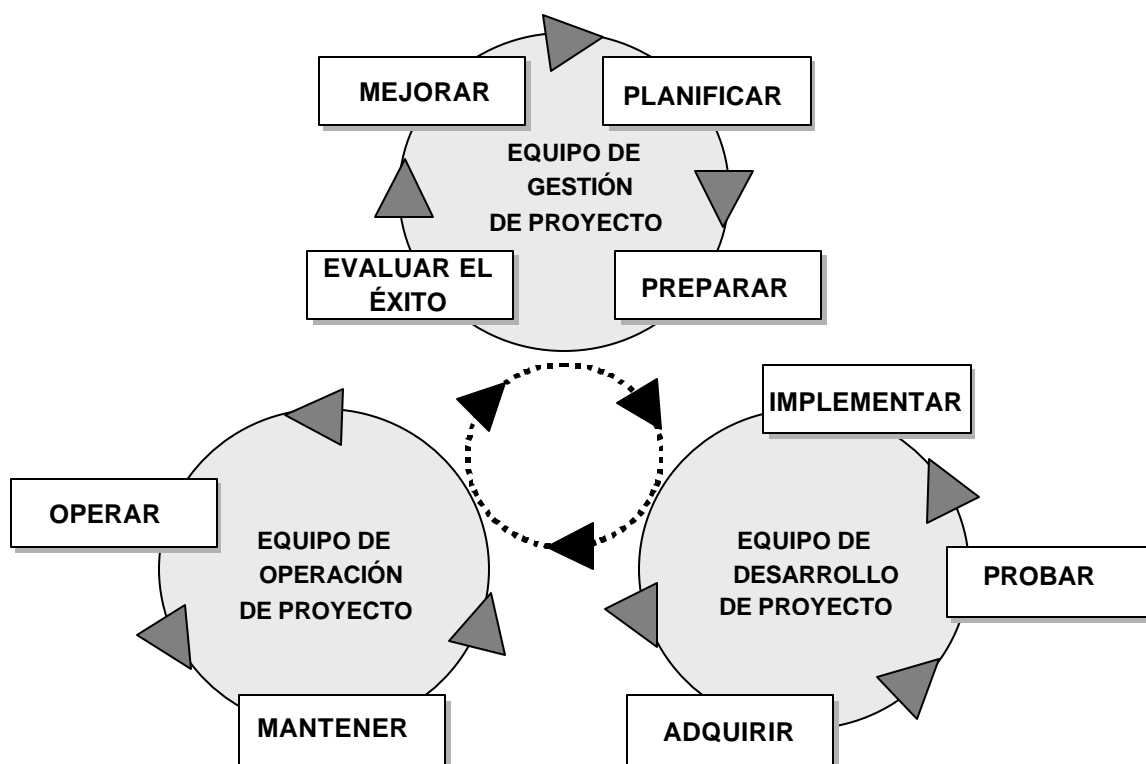 MEJORAR
PLANIFICAR
EQUIPO DE
GESTIÓN
DE PROYECTO
EVALUAR EL
ÉXITO
PREPARAR
IMPLEMENTAR
OPERAR
EQUIPO DE
OPERACIÓN
DE PROYECTO
EQUIPO DE
DESARROLLO
DE PROYECTO
PROBAR
MANTENER
ADQUIRIR